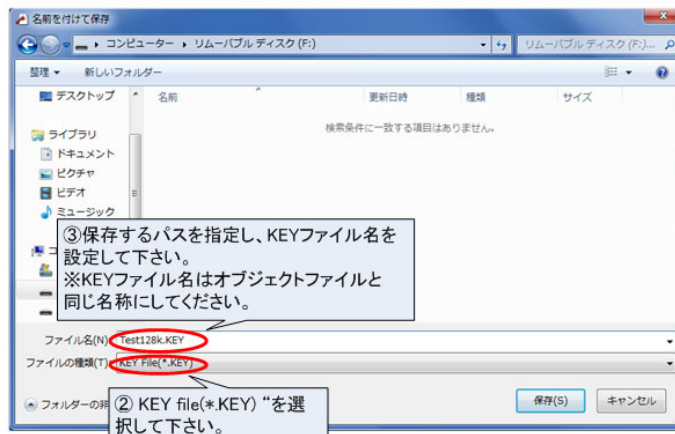 名前を付けて保存
コンピューター ▸ リムーバブル ディスク (F:)
リムーバブル ディスク (F:)...
整理 新しいフォルダー
デスクトップ
名前 更新日時 種類 サイズ
検索条件に一致する項目はありません。
ライブラリ
ドキュメント
ピクチャ
ビデオ
ミュージック
③保存するパスを指定し、KEYファイル名を
設定して下さい。
※KEYファイル名はオブジェクトファイルと
同じ名称にしてください。
ファイル名(N): Test128k.KEY
ファイルの種類(T): KEY File(*.KEY)
フォルダーの非
② KEY file(*.KEY) “を選
択して下さい。
保存(S) キャンセル